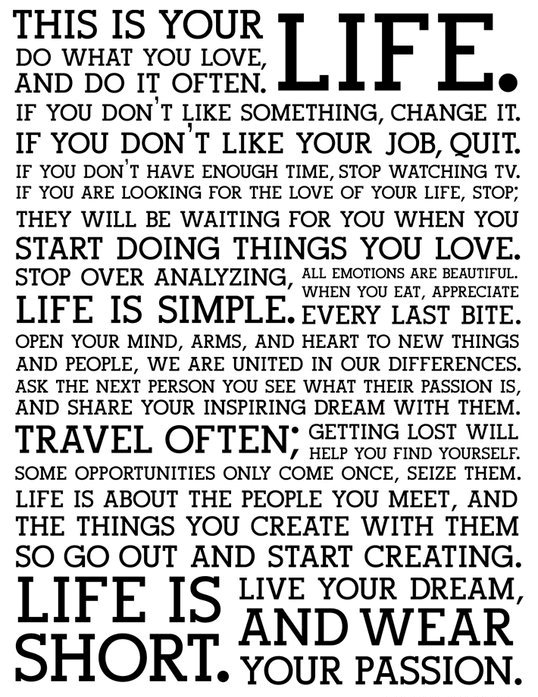 THIS IS YOUR
LIFE.
DO WHAT YOU LOVE,
AND DO IT OFTEN.
IF YOU DON'T LIKE SOMETHING, CHANGE IT.
IF YOU DON'T LIKE YOUR JOB, QUIT.
IF YOU DON'T HAVE ENOUGH TIME, STOP WATCHING TV.
IF YOU ARE LOOKING FOR THE LOVE OF YOUR LIFE, STOP;
THEY WILL BE WAITING FOR YOU WHEN YOU
START DOING THINGS YOU LOVE.
STOP OVER ANALYZING,
LIFE IS SIMPLE.
ALL EMOTIONS ARE BEAUTIFUL.
WHEN YOU EAT, APPRECIATE
EVERY LAST BITE.
OPEN YOUR MIND, ARMS, AND HEART TO NEW THINGS
AND PEOPLE, WE ARE UNITED IN OUR DIFFERENCES.
ASK THE NEXT PERSON YOU SEE WHAT THEIR PASSION IS,
AND SHARE YOUR INSPIRING DREAM WITH THEM.
TRAVEL OFTEN;
GETTING LOST WILL
HELP YOU FIND YOURSELF.
SOME OPPORTUNITIES ONLY COME ONCE, SEIZE THEM.
LIFE IS ABOUT THE PEOPLE YOU MEET, AND
THE THINGS YOU CREATE WITH THEM
SO GO OUT AND START CREATING.
LIFE IS
SHORT.
LIVE YOUR DREAM,
AND WEAR
YOUR PASSION.